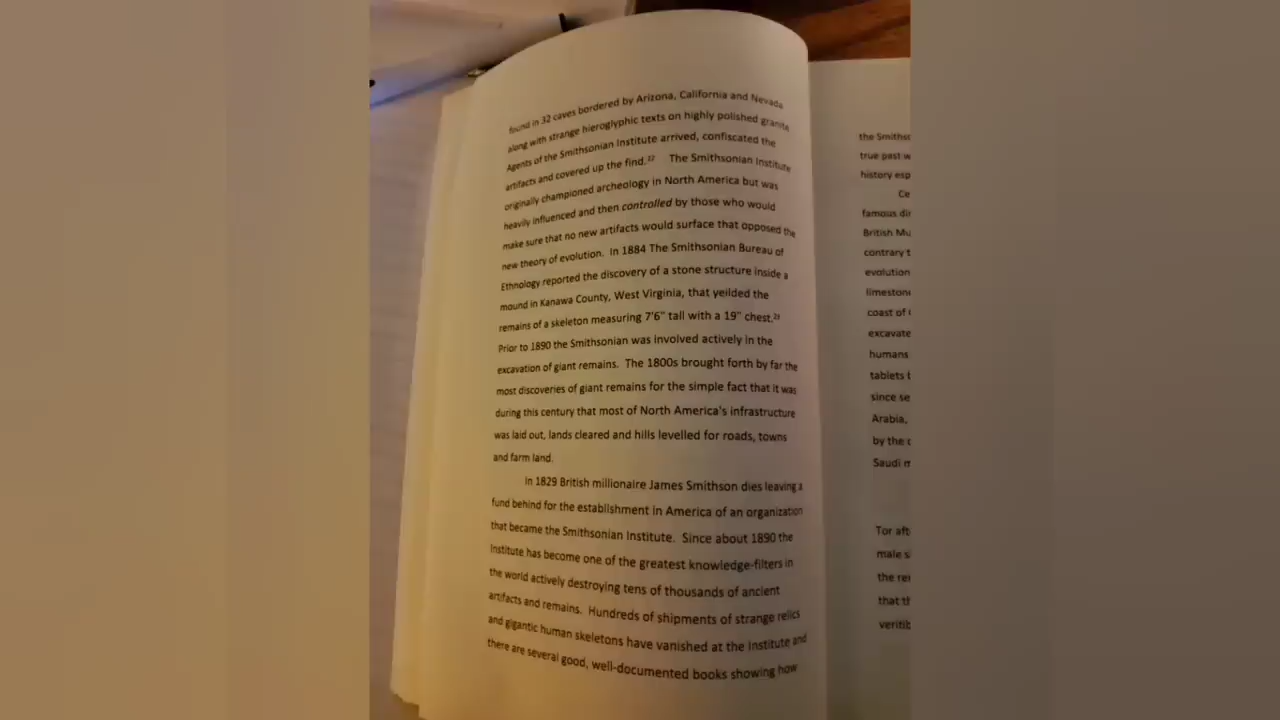 found in 32 caves bordered by Arizona, California and Nevada
along with strange hieroglyphic texts on highly polished granite
Agents of the Smithsonian Institute arrived, confiscated the
artifacts and covered up the find.22 The Smithsonian Institute
originally championed archeology in North America but was
heavily influenced and then controlled by those who would
make sure that no new artifacts would surface that opposed the
new theory of evolution. In 1884 The Smithsonian Bureau of
Ethnology reported the discovery of a stone structure inside a
mound in Kanawa County, West Virginia, that yeilded the
remains of a skeleton measuring 7'6" tall with a 19" chest.23
Prior to 1890 the Smithsonian was involved actively in the
excavation of giant remains. The 1800s brought forth by far the
most discoveries of giant remains for the simple fact that it was
during this century that most of North America's infrastructure
was laid out, lands cleared and hills levelled for roads, towns
and farm land.
In 1829 British millionaire James Smithson dies leaving a
fund behind for the establishment in America of an organization
that became the Smithsonian Institute. Since about 1890 the
Institute has become one of the greatest knowledge-filters in
the world actively destroying tens of thousands of ancient
artifacts and remains. Hundreds of shipments of strange relics
and gigantic human skeletons have vanished at the Institute and
there are several good, well-documented books showing how
the Smithso
true past w
history esp
Ce
famous dir
British Mu
contrary t
evolution
limestone
coast of
excavate
humans
tablets
since se
Arabia,
by the
Saudi
Tor aft
male s
the
that